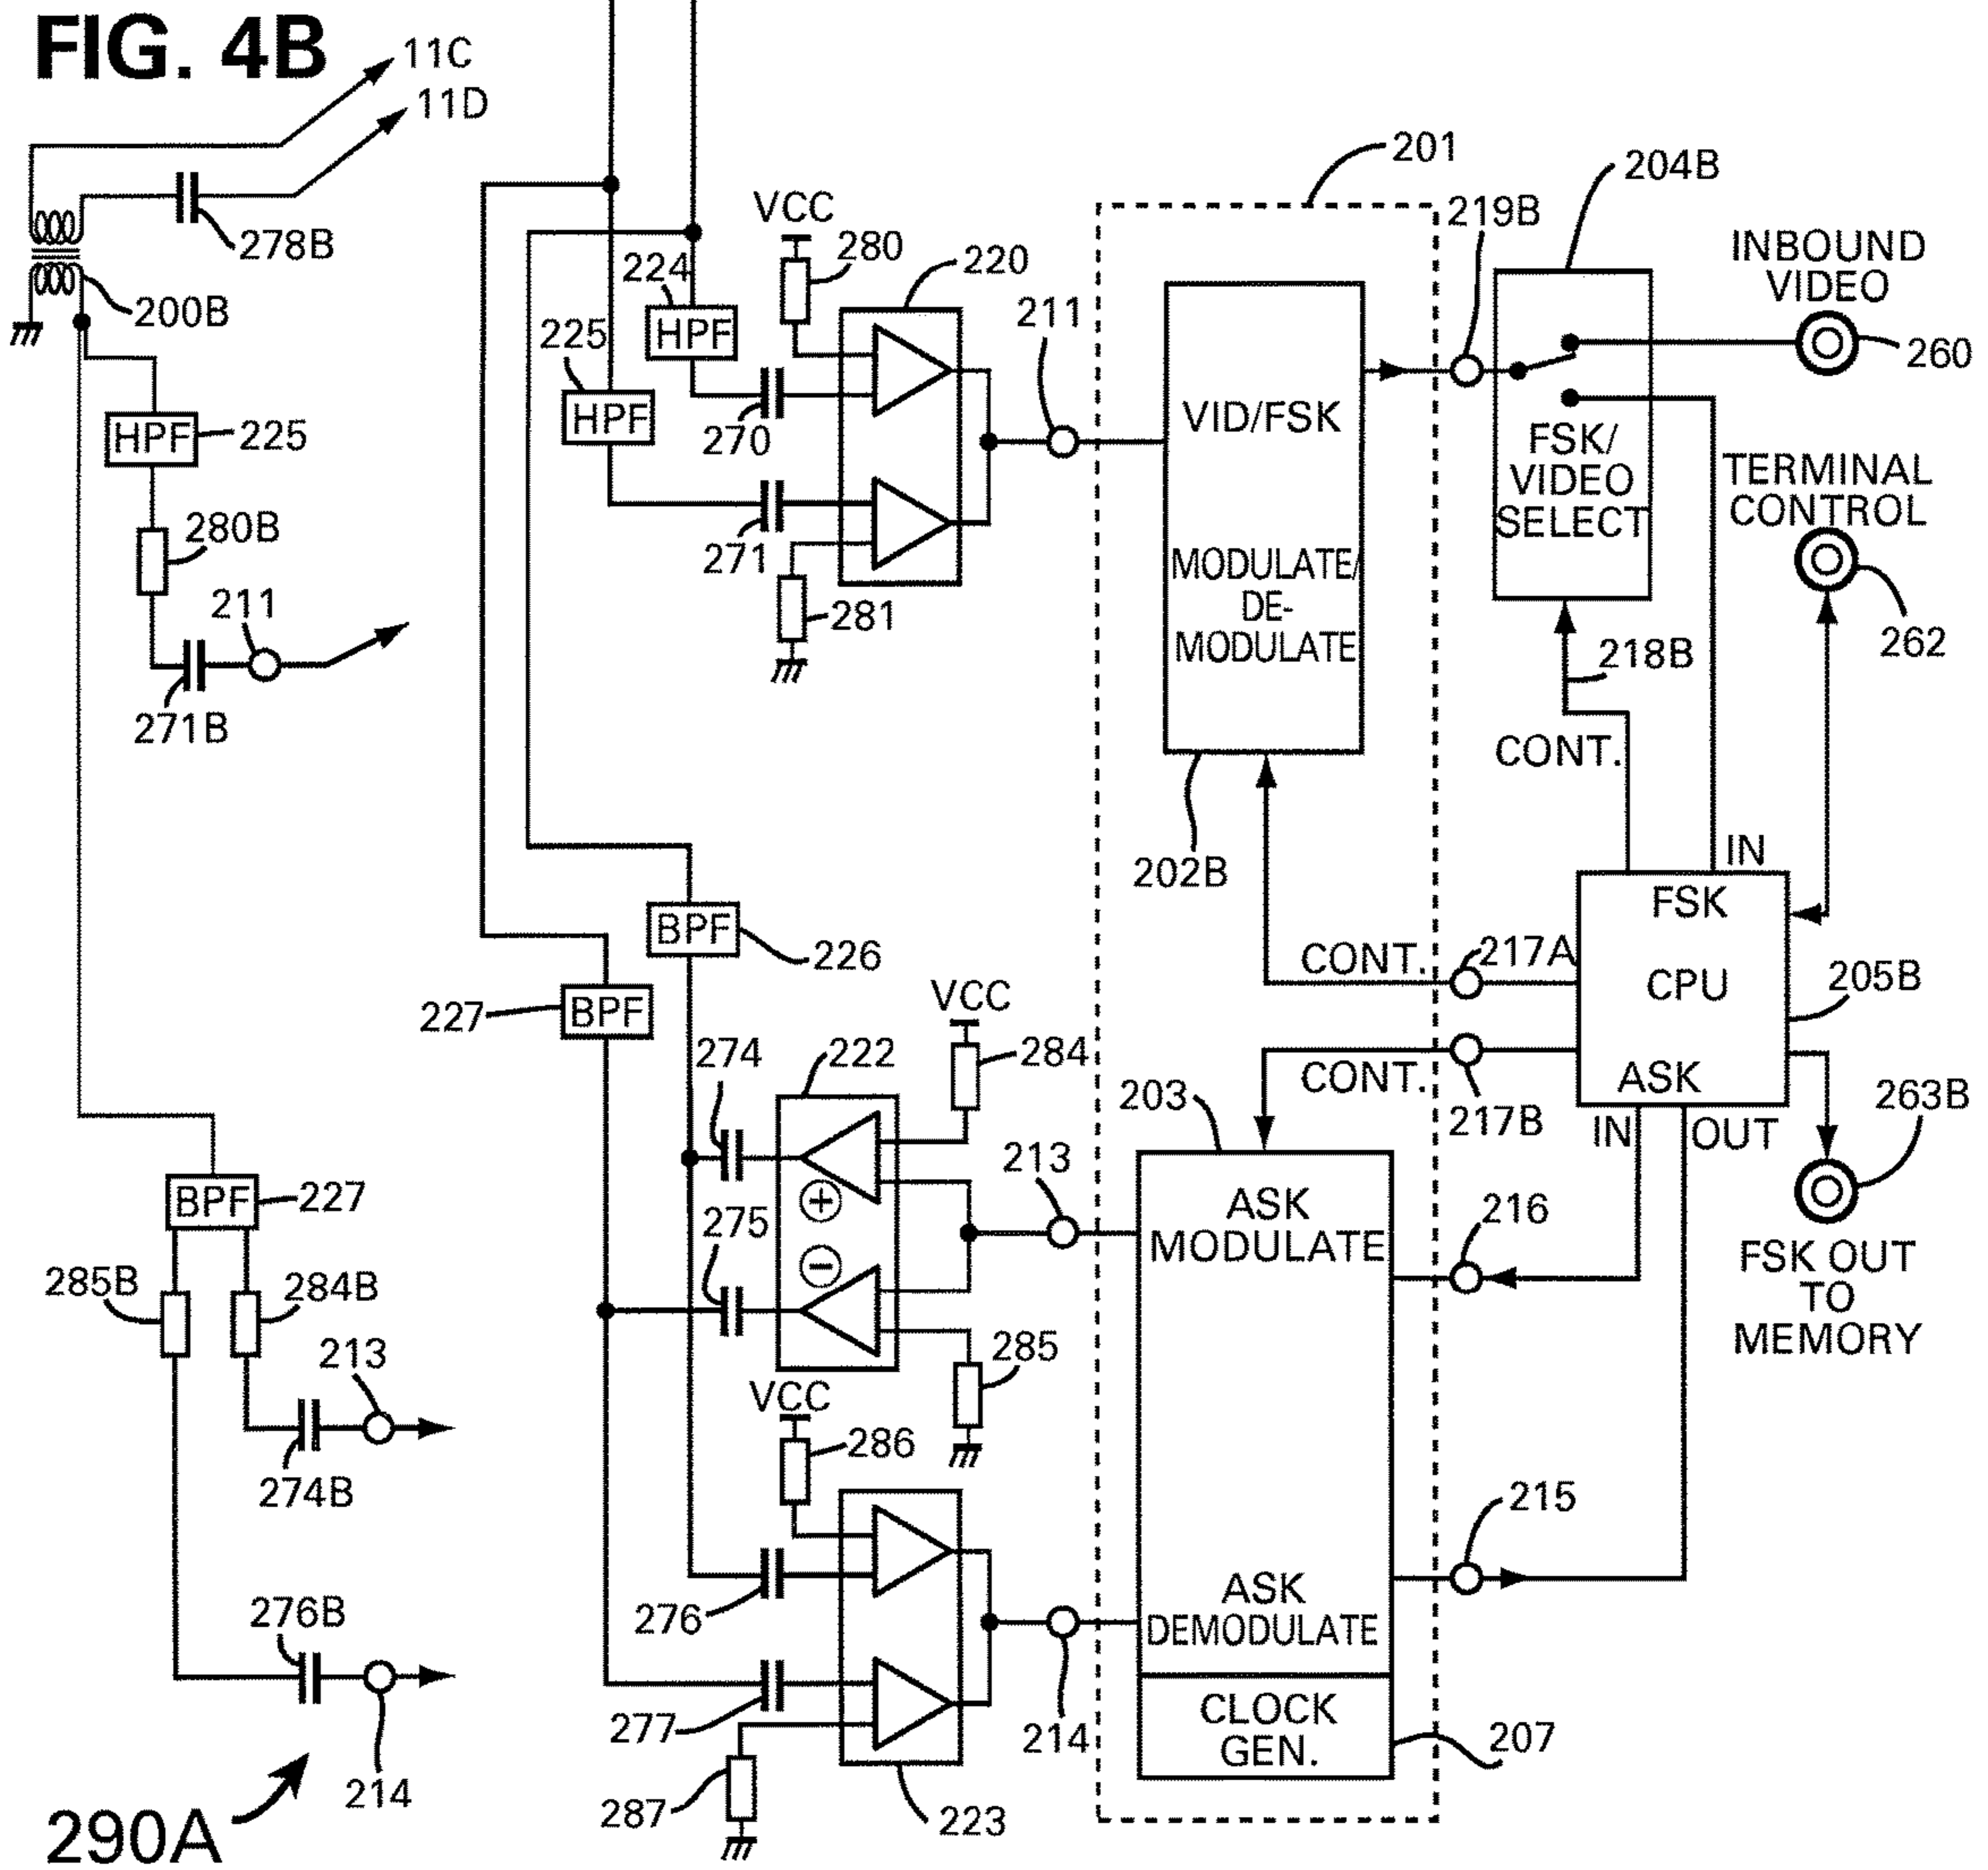 FIG. 4B
11C
11D
278B
200B
HPF
225
280B
211
271B
BPF
227
285B
284B
213
274B
276B
214
290A
224
HPF
225
HPF
VCC
280
220
270
271
281
211
201
VID/FSK
MODULATE/
DE-
MODULATE
202B
219B
204B
FSK/
VIDEO
SELECT
INBOUND
VIDEO
260
TERMINAL
CONTROL
262
218B
CONT.
IN
FSK
CPU
ASK
205B
CONT.
217A
CONT.
217B
IN
OUT
263B
FSK OUT
TO
MEMORY
BPF
226
227
BPF
274
222
VCC
284
275
+
−
285
213
203
ASK
MODULATE
216
215
VCC
286
276
277
287
223
214
ASK
DEMODULATE
CLOCK
GEN.
207